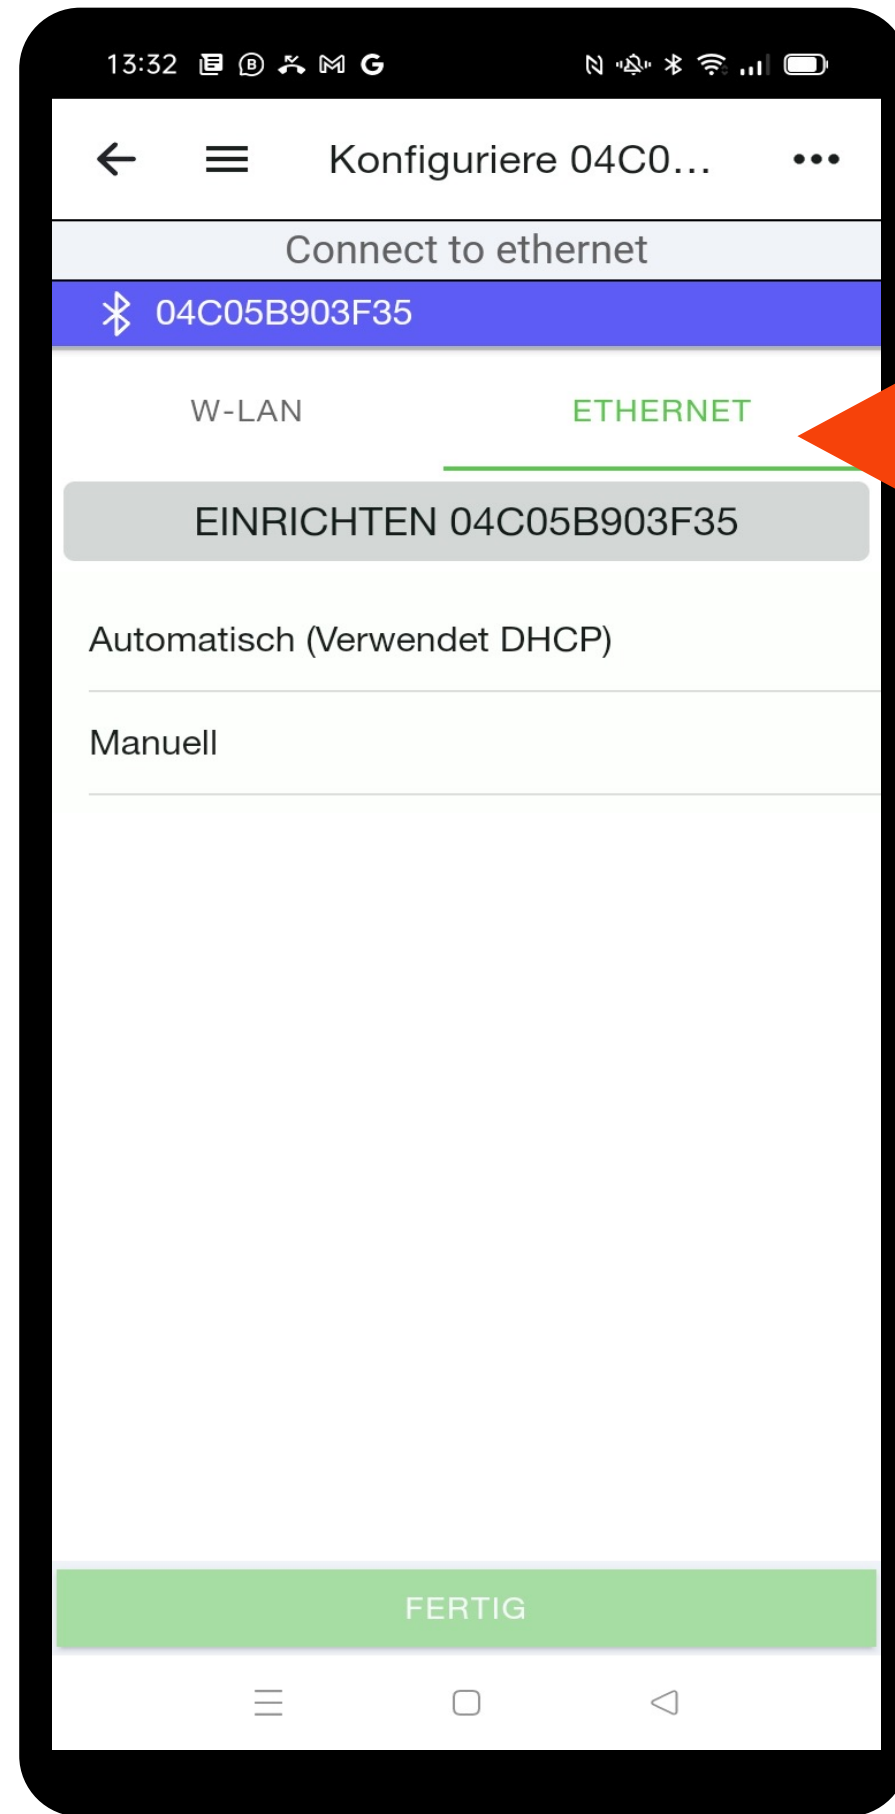 13:32
Konfiguriere 04C0...
Connect to ethernet
04C05B903F35
W-LAN ETHERNET
EINRICHTEN 04C05B903F35
Automatisch (Verwendet DHCP)
Manuell
FERTIG